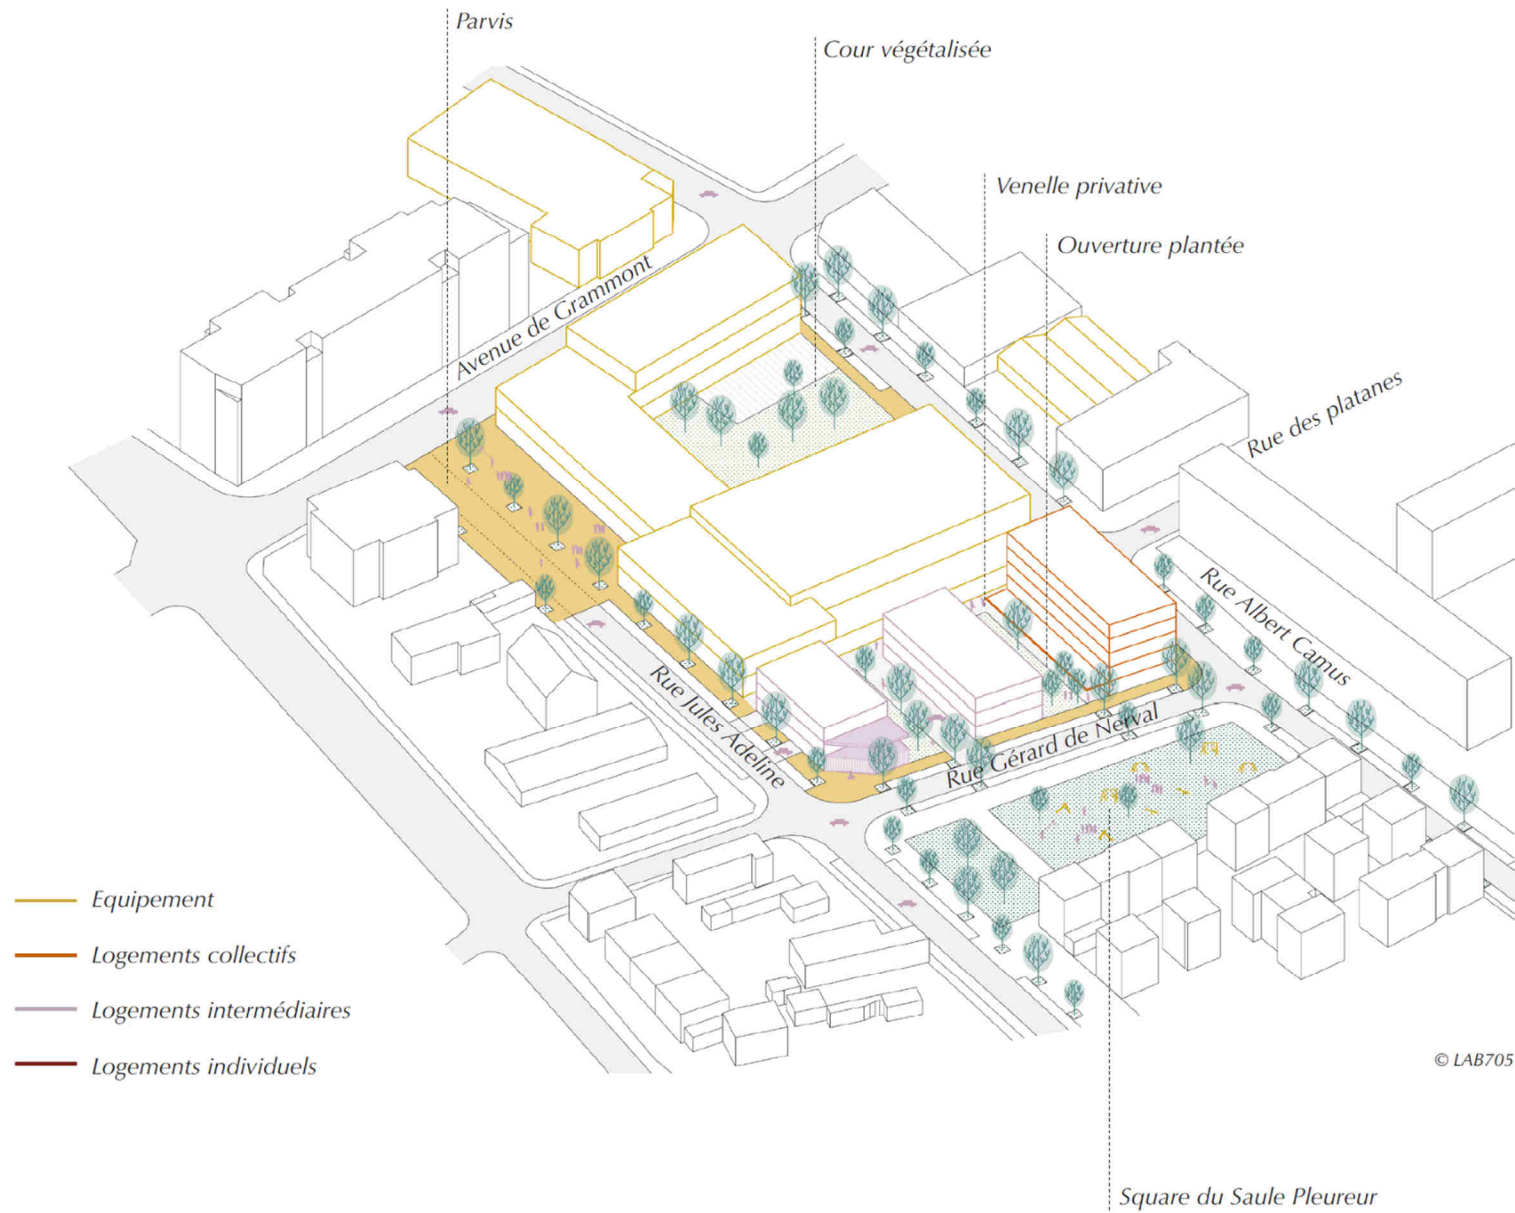 Parvis
Cour végétalisée
Venelle privative
Ouverture plantée
Avenue de Grammont
Rue des platanes
Rue Albert Camus
Rue Jules Adeline
Rue Gérard de Nerval
Equipement
Logements collectifs
Logements intermédiaires
Logements individuels
© LAB705
Square du Saule Pleureur